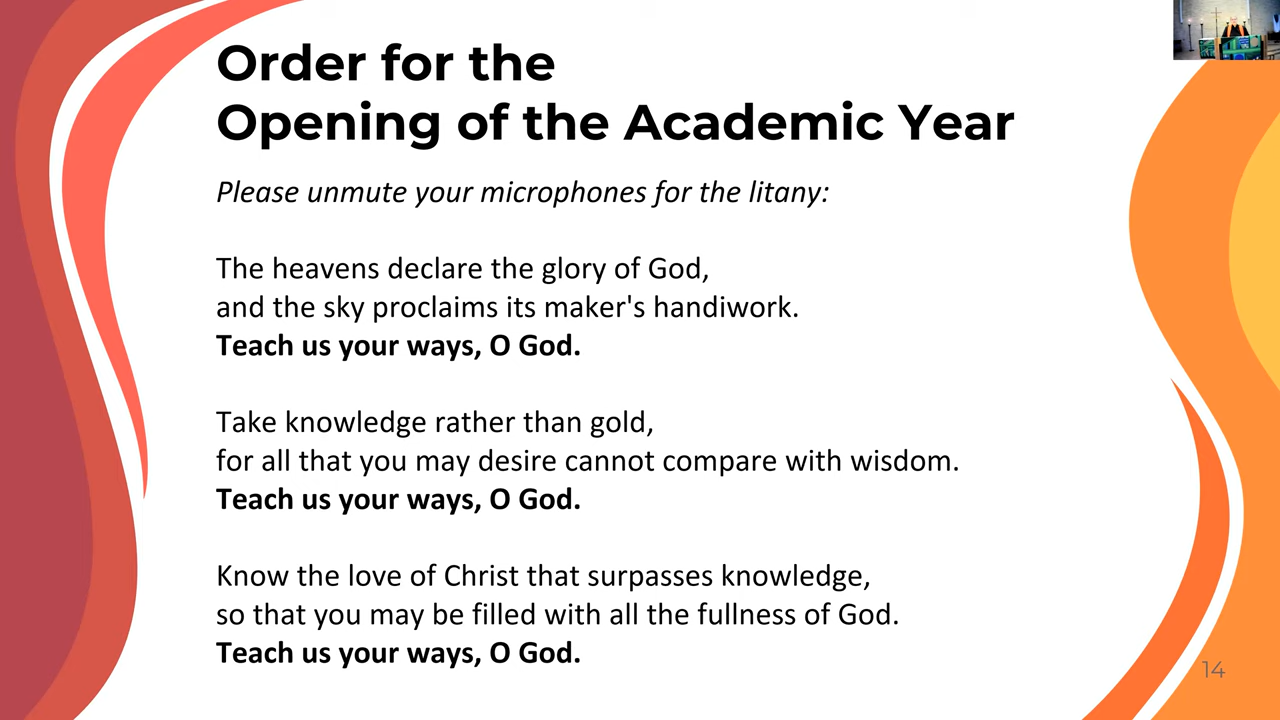 Order for the
Opening of the Academic Year
Please unmute your microphones for the litany:
The heavens declare the glory of God,
and the sky proclaims its maker's handiwork.
Teach us your ways, O God.
Take knowledge rather than gold,
for all that you may desire cannot compare with wisdom.
Teach us your ways, O God.
Know the love of Christ that surpasses knowledge,
so that you may be filled with all the fullness of God.
Teach us your ways, O God.
14